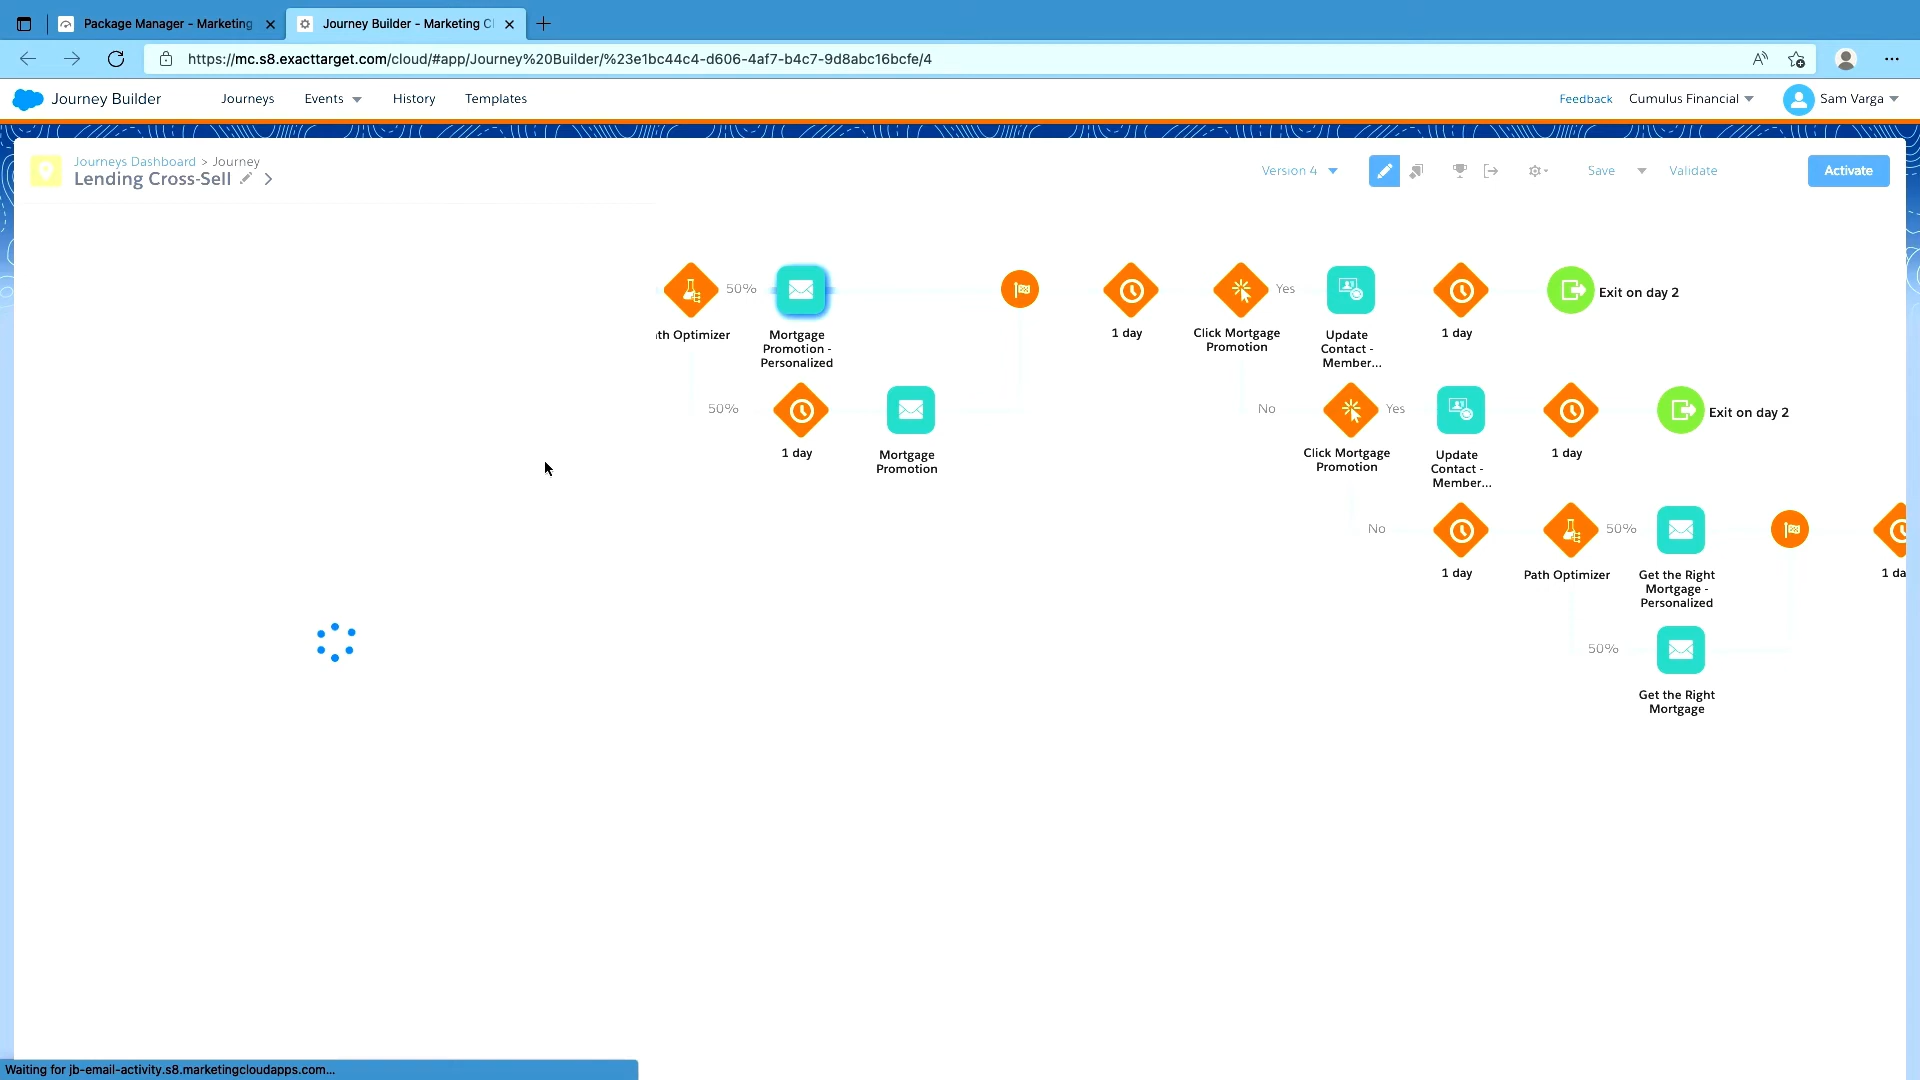 Package Manager - Marketing
Journey Builder - Marketing Cl
https://mc.s8.exacttarget.com/cloud/#app/Journey%20Builder/%23e1bc44c4-d606-4af7-b4c7-9d8abc16bcfe/4
Journey Builder
Journeys
Events
History
Templates
Feedback
Cumulus Financial
Sam Varga
Journeys Dashboard > Journey
Lending Cross-Sell
Version 4
Save
Validate
Activate
50%
Yes
Exit on day 2
th Optimizer
Mortgage
Promotion -
Personalized
1 day
Click Mortgage
Promotion
Update
Contact -
Member...
1 day
50%
No
Yes
Exit on day 2
1 day
Mortgage
Promotion
Click Mortgage
Promotion
Update
Contact -
Member...
1 day
No
50%
1 day
Path Optimizer
Get the Right
Mortgage -
Personalized
1 da
50%
Get the Right
Mortgage
Waiting for jb-email-activity.s8.marketingcloudapps.com...